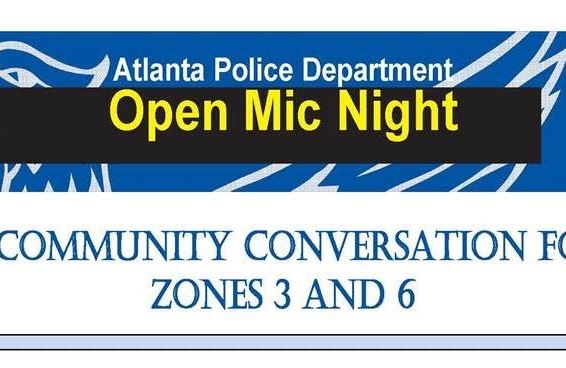 Atlanta Police Department
Open Mic Night
COMMUNITY CONVERSATION FO
ZONES 3 AND 6